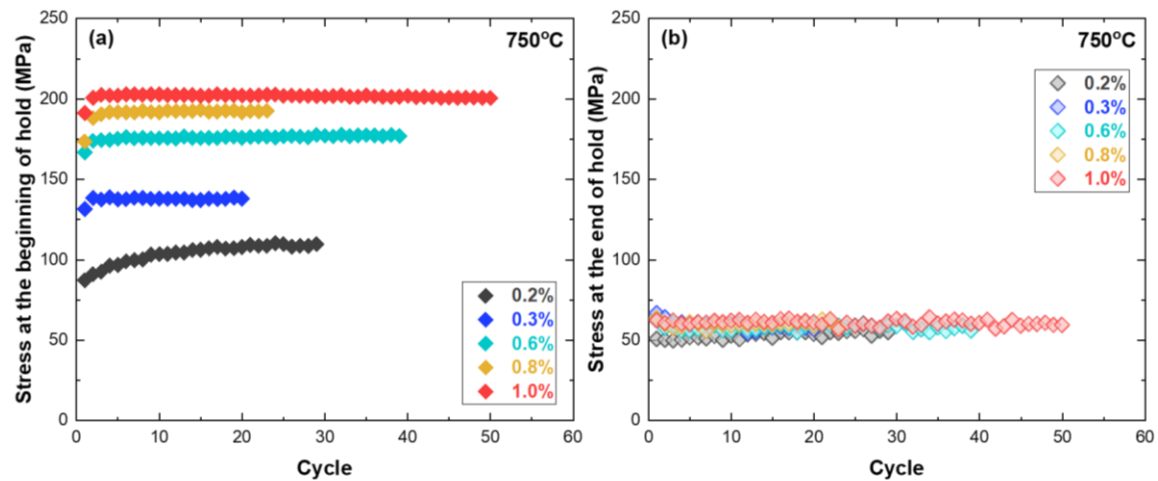 (a)
750°C
Stress at the beginning of hold (MPa)
250
200
150
100
50
0
0.2%
0.3%
0.6%
0.8%
1.0%
0 10 20 30 40 50 60
Cycle
(b)
750°C
Stress at the end of hold (MPa)
250
200
150
100
50
0
0.2%
0.3%
0.6%
0.8%
1.0%
0 10 20 30 40 50 60
Cycle